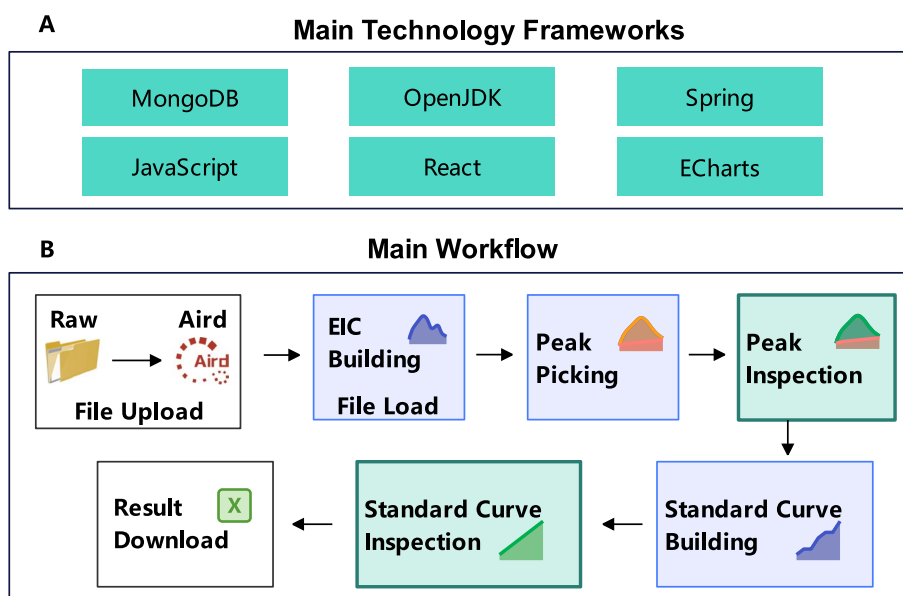 A
Main Technology Frameworks
MongoDB
OpenJDK
Spring
JavaScript
React
ECharts
B
Main Workflow
Raw
Aird
Aird
File Upload
EIC
Building
File Load
Peak
Picking
Peak
Inspection
Result
Download
X
Standard Curve
Inspection
Standard Curve
Building